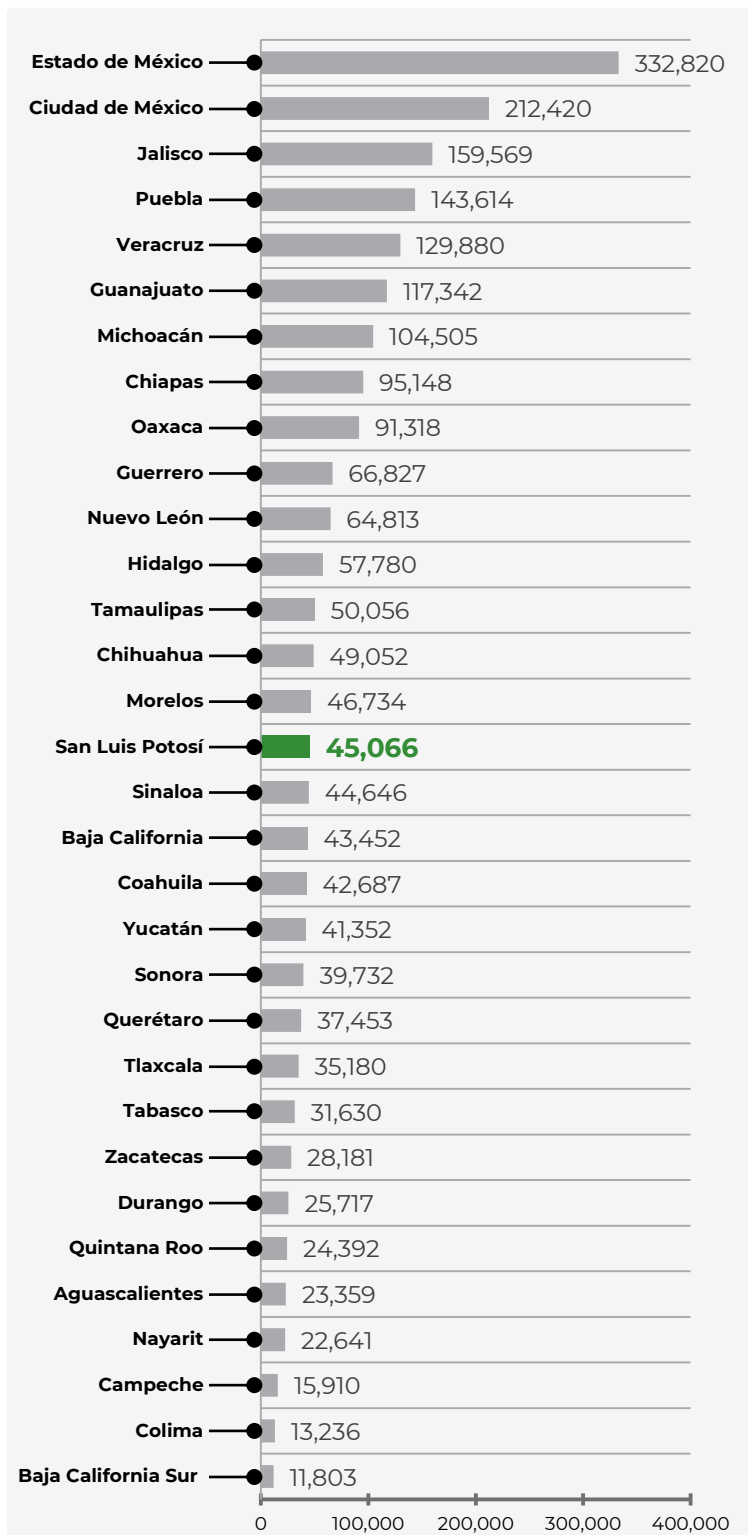 Estado de México 332,820
Ciudad de México 212,420
Jalisco 159,569
Puebla 143,614
Veracruz 129,880
Guanajuato 117,342
Michoacán 104,505
Chiapas 95,148
Oaxaca 91,318
Guerrero 66,827
Nuevo León 64,813
Hidalgo 57,780
Tamaulipas 50,056
Chihuahua 49,052
Morelos 46,734
San Luis Potosí 45,066
Sinaloa 44,646
Baja California 43,452
Coahuila 42,687
Yucatán 41,352
Sonora 39,732
Querétaro 37,453
Tlaxcala 35,180
Tabasco 31,630
Zacatecas 28,181
Durango 25,717
Quintana Roo 24,392
Aguascalientes 23,359
Nayarit 22,641
Campeche 15,910
Colima 13,236
Baja California Sur 11,803
0 100,000 200,000 300,000 400,000